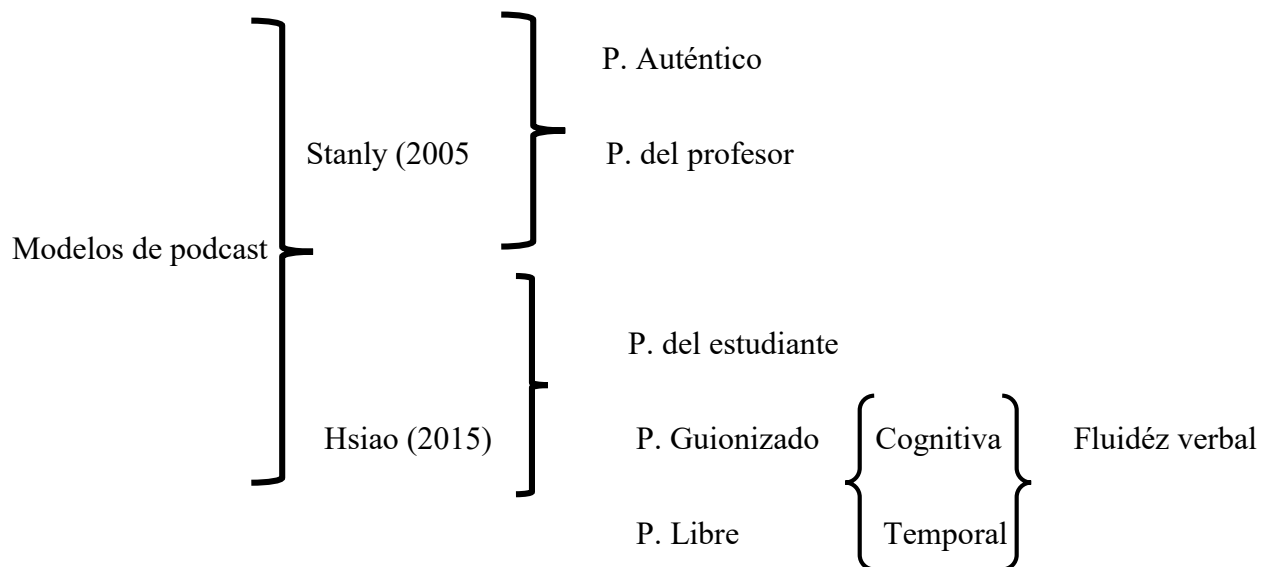 P. Auténtico
Stanly (2005
P. del profesor
Modelos de podcast
P. del estudiante
Hsiao (2015)
P. Guionizado
Cognitiva
Fluidéz verbal
P. Libre
Temporal